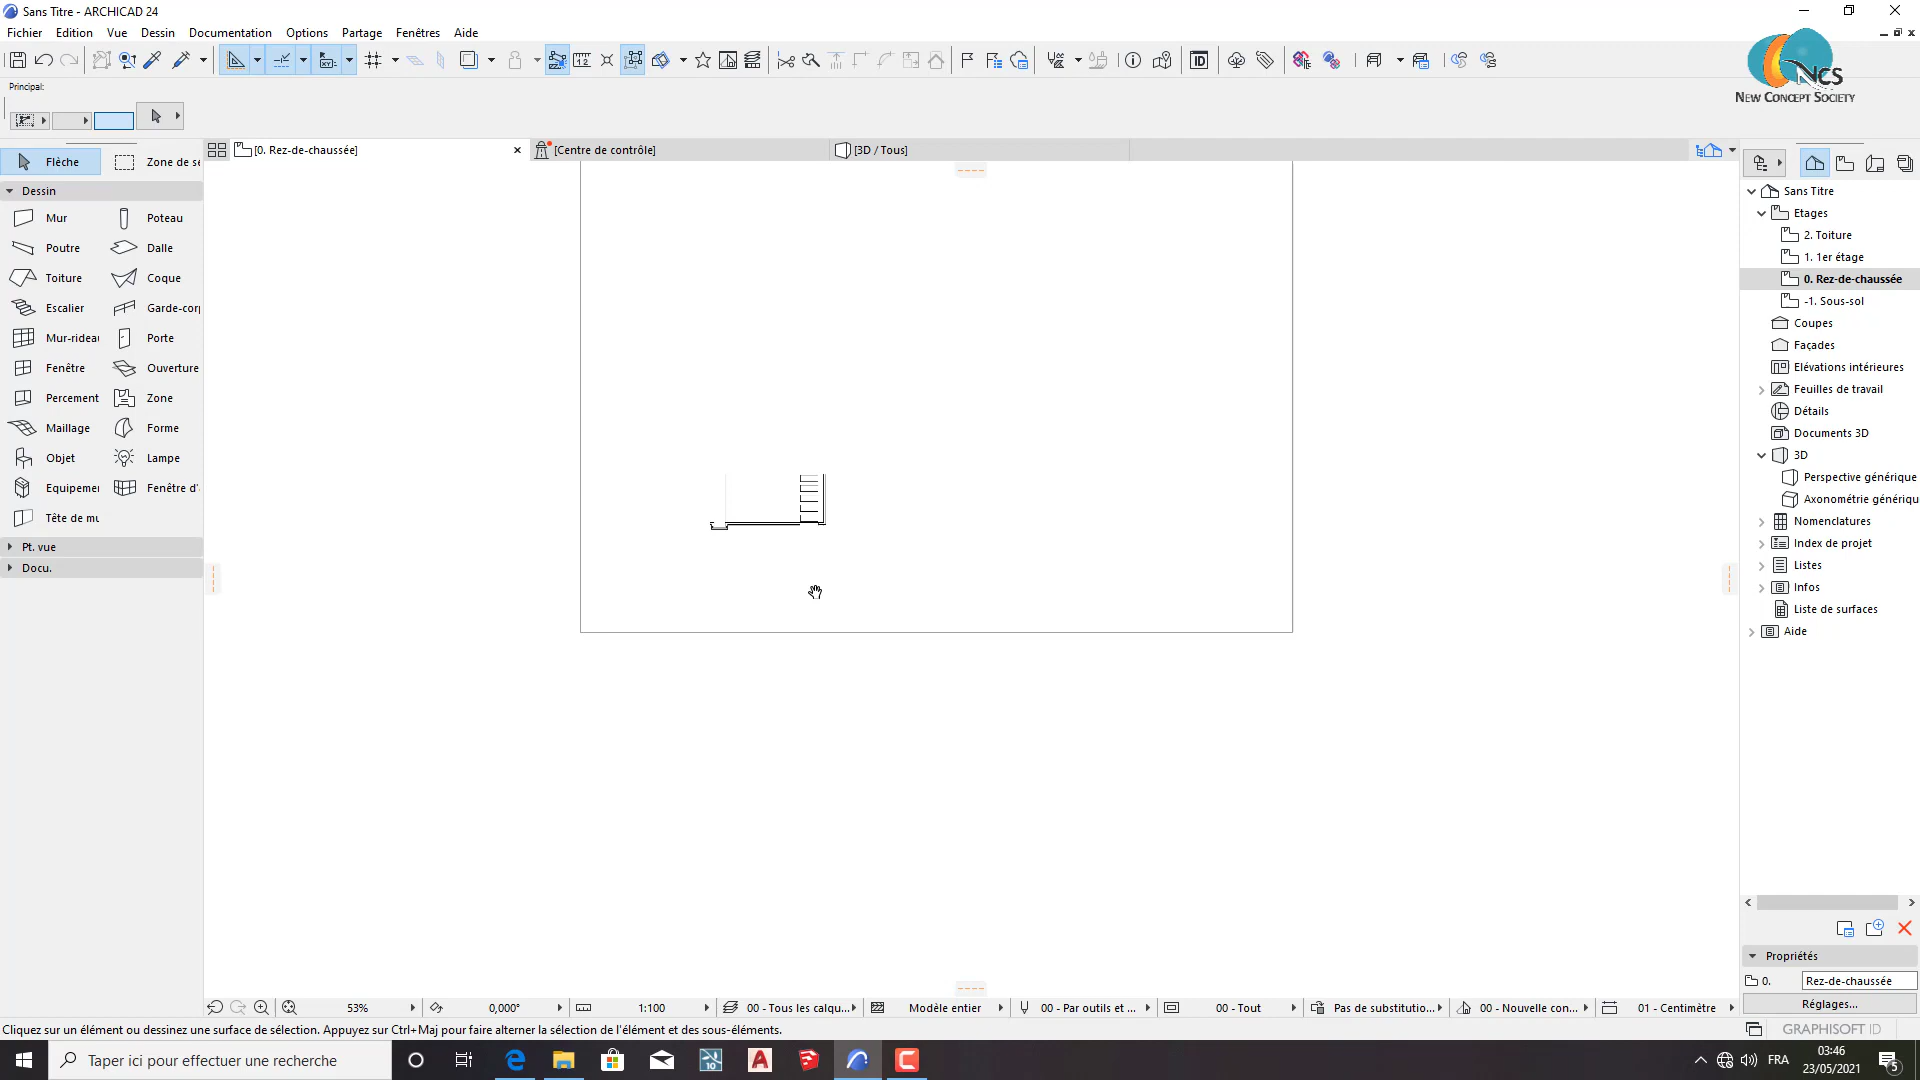 Sans Titre - ARCHICAD 24
Fichier Edition Vue Dessin Documentation Options Partage Fenêtres Aide
NCS
NEW CONCEPT SOCIETY
Principal:
[0. Rez-de-chaussée]
[Centre de contrôle]
[3D / Tous]
Flèche
Zone de sé
Dessin
Mur
Poteau
Poutre
Dalle
Toiture
Coque
Escalier
Garde-corp
Mur-rideau
Porte
Fenêtre
Ouverture
Percement
Zone
Maillage
Forme
Objet
Lampe
Equipemen
Fenêtre d'a
Tête de mu
Pt. vue
Docu.
Sans Titre
Etages
2. Toiture
1. 1er étage
0. Rez-de-chaussée
-1. Sous-sol
Coupes
Façades
Elévations intérieures
Feuilles de travail
Détails
Documents 3D
3D
Perspective générique
Axonométrie génériqu
Nomenclatures
Index de projet
Listes
Infos
Liste de surfaces
Aide
Propriétés
0.
Rez-de-chaussée
Réglages...
53%
0,000°
1:100
00 - Tous les calqu...
Modèle entier
00 - Par outils et ...
00 - Tout
Pas de substitutio...
00 - Nouvelle con...
01 - Centimètre
Cliquez sur un élément ou dessinez une surface de sélection. Appuyez sur Ctrl+Maj pour faire alterner la sélection de l'élément et des sous-éléments.
GRAPHISOFT ID
Taper ici pour effectuer une recherche
FRA
03:46
23/05/2021
5